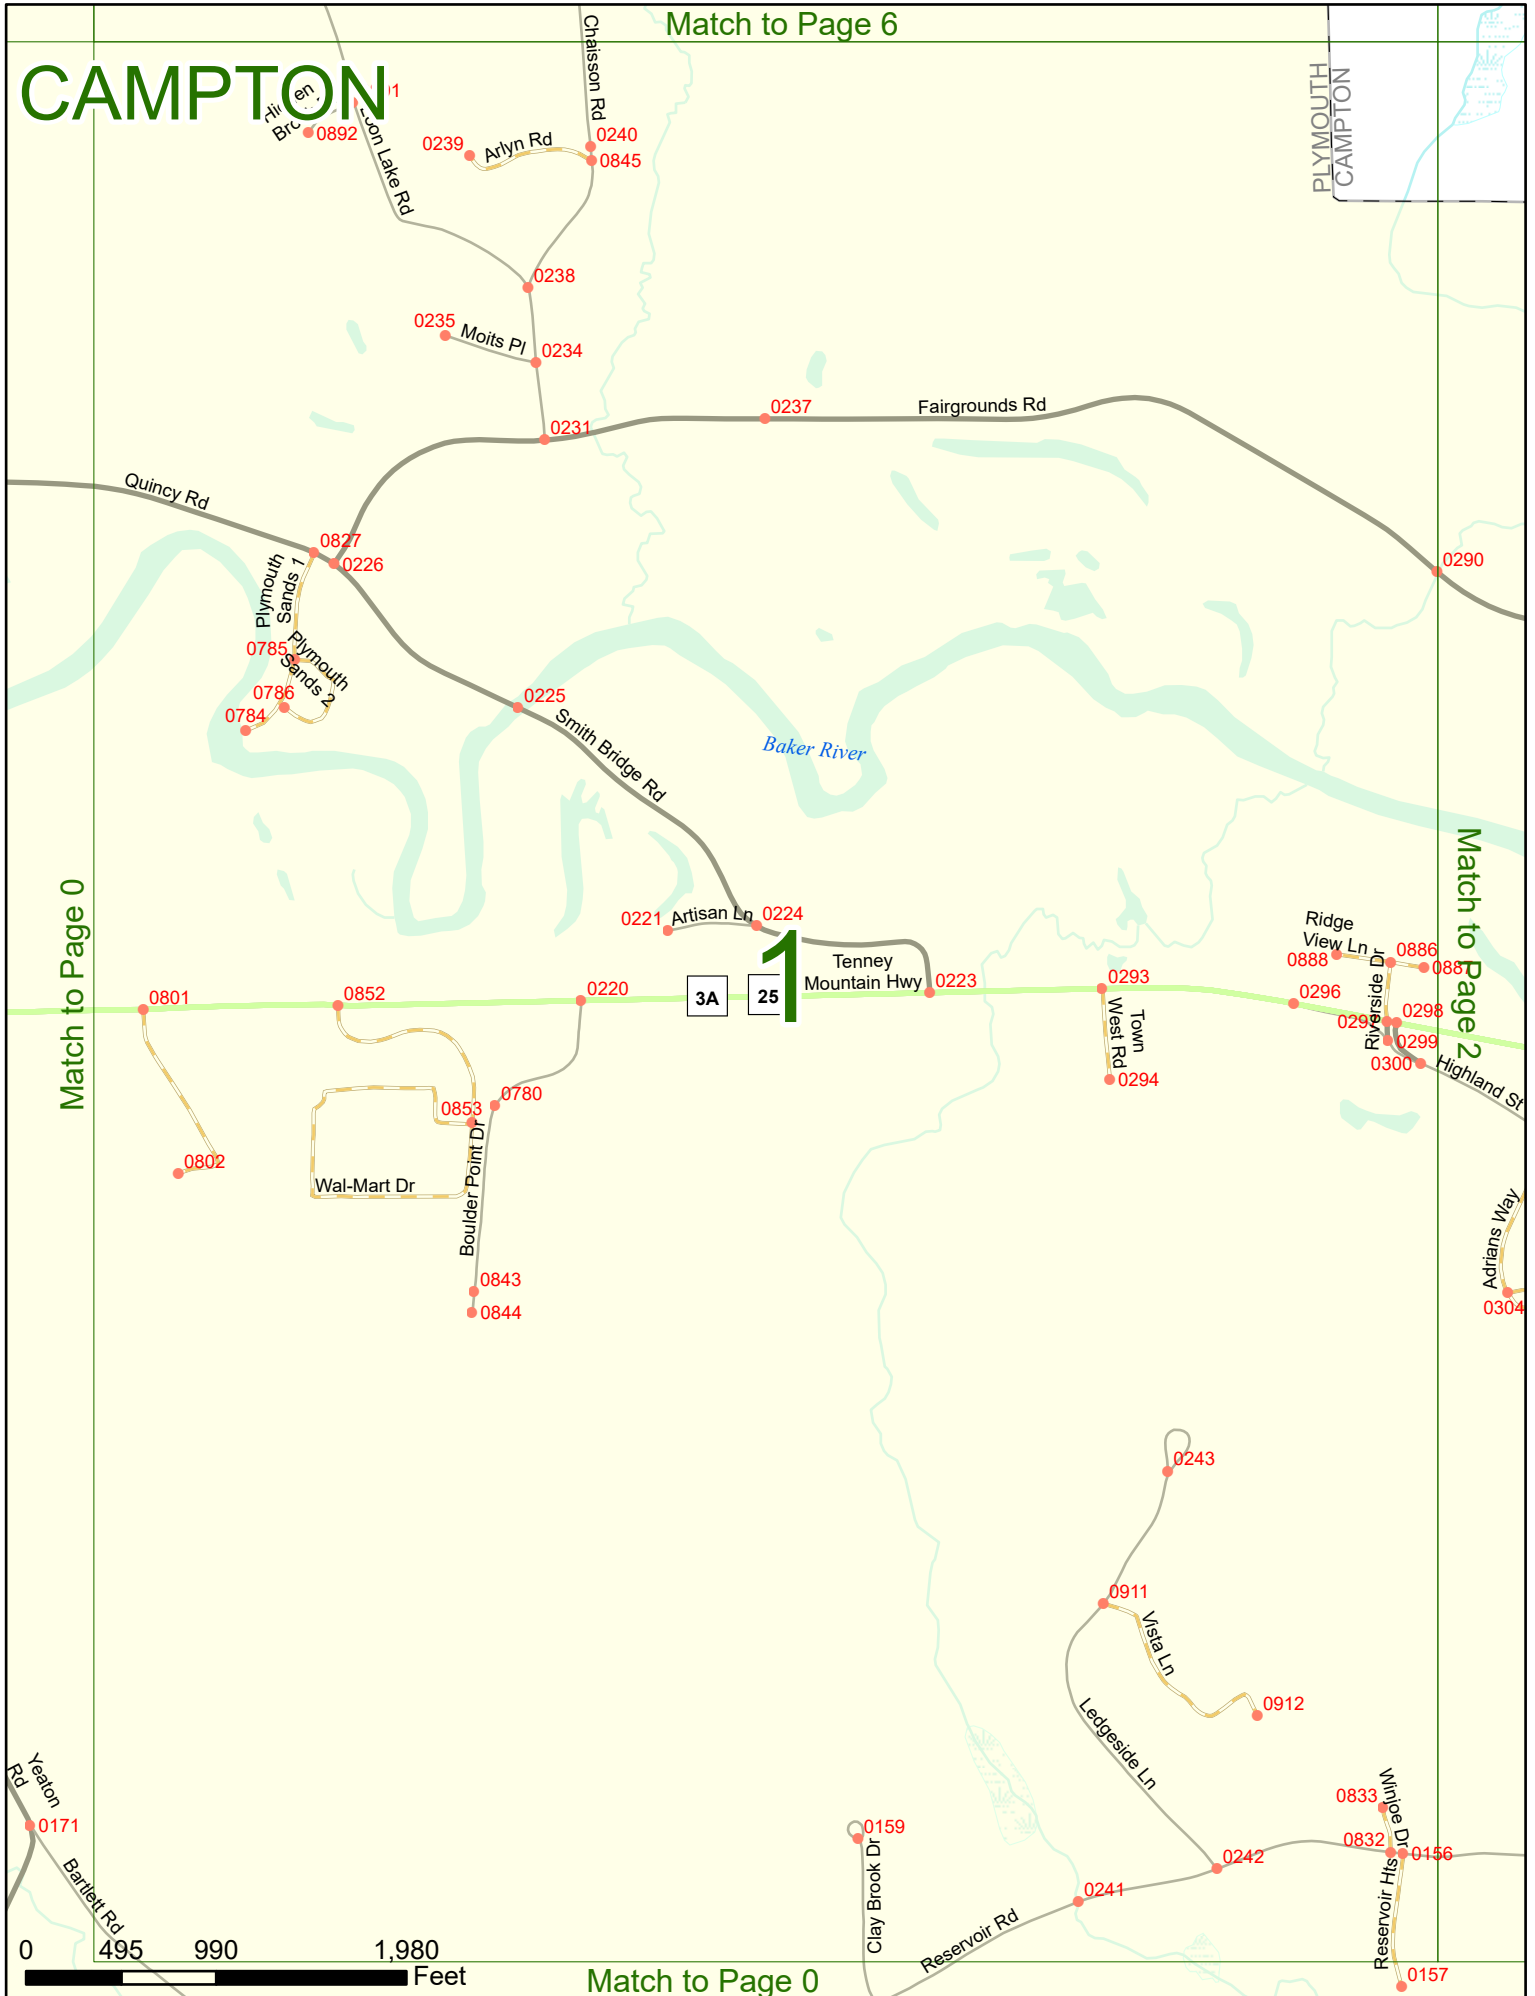 Match to Page 6
CAMPTON
Chaisson Rd
PLYMOUTH
CAMPTON
0892
Loon Lake Rd
0239
Arlyn Rd
0240
0845
0238
0235
Moits Pl
0234
0237
Fairgrounds Rd
0231
Quincy Rd
0827
0226
Plymouth
Sands 1
0290
0785
Plymouth
Sands 2
0786
0784
0225
Smith Bridge Rd
Baker River
Match to Page 0
Match to Page 2
0221
Artisan Ln
0224
1
Tenney
Mountain Hwy
0223
3A
25
0220
0801
0852
0293
Town
West Rd
0294
Ridge
View Ln
0888
0886
0887
Riverside Dr
0296
0298
0299
0300
Highland St
0780
0853
Boulder Point Dr
0802
Wal-Mart Dr
0843
0844
Adrians Way
0304
0243
0911
Vista Ln
0912
Ledgeside Ln
Yeaton
Rd
0171
Bartlett Rd
0159
Clay Brook Dr
0833
Winjoe Dr
0832
0156
0242
0241
Reservoir Rd
Reservoir Hts
0157
0 495 990 1,980
Feet
Match to Page 0